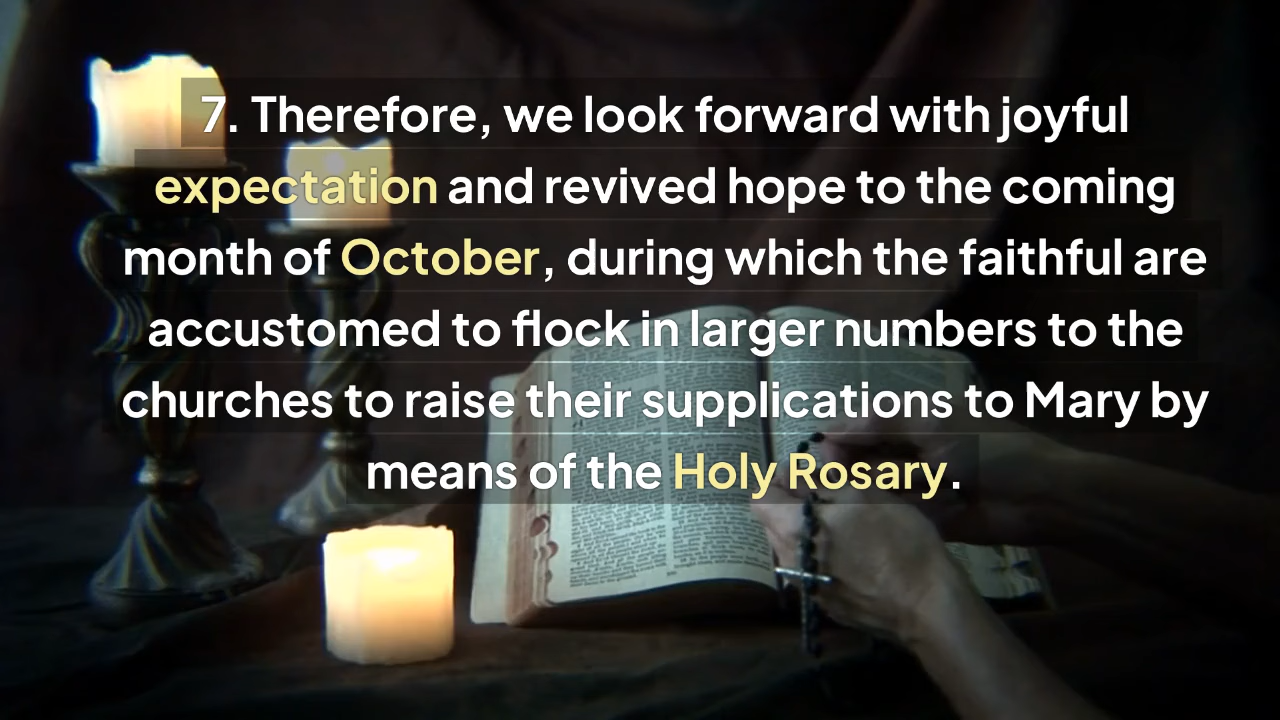 7. Therefore, we look forward with joyful
expectation and revived hope to the coming
month of October, during which the faithful are
accustomed to flock in larger numbers to the
churches to raise their supplications to Mary by
means of the Holy Rosary.